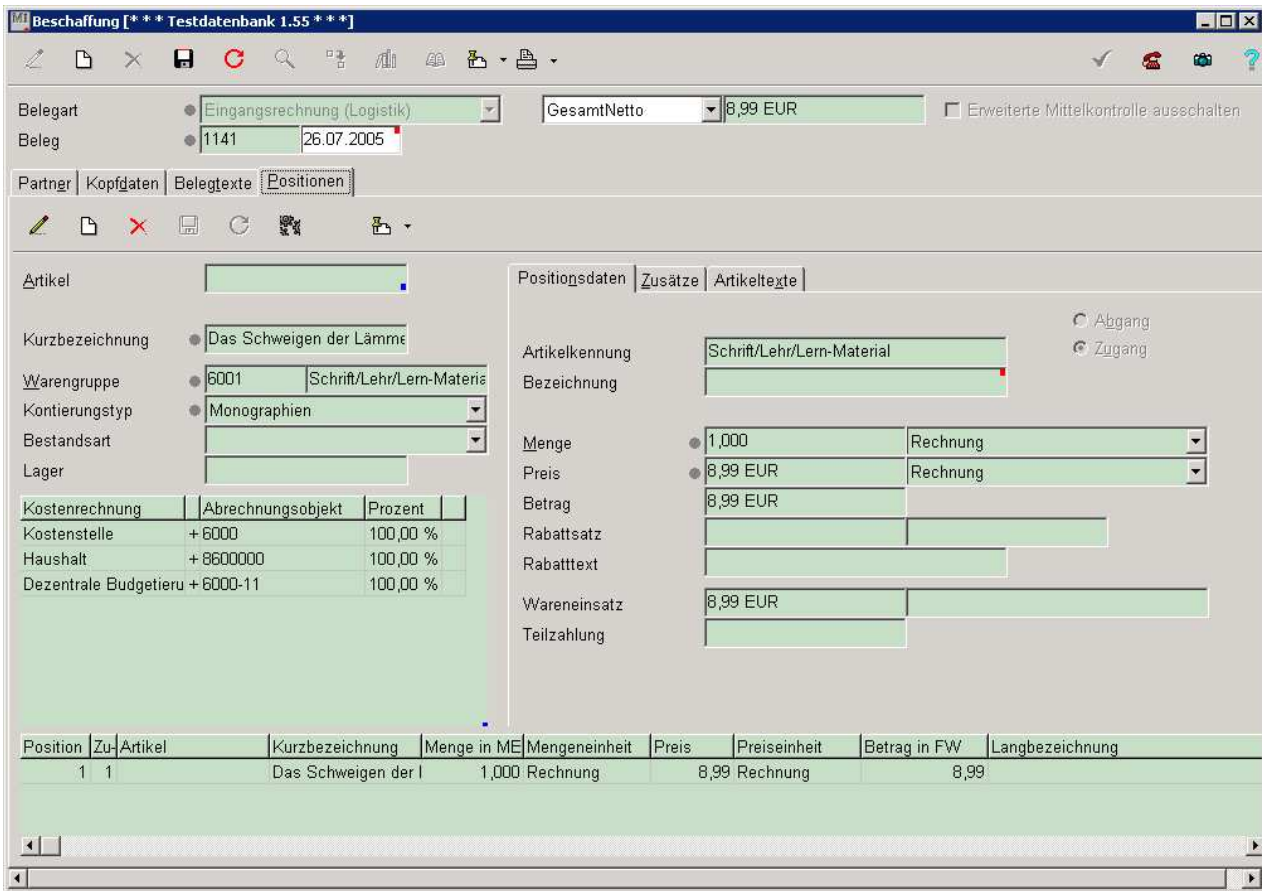 Beschaffung [* * * Testdatenbank 1.55 * * *]
Belegart Eingangsrechnung (Logistik) GesamtNetto 8,99 EUR Erweiterte Mittelkontrolle ausschalten
Beleg 1141 26.07.2005
Partner Kopfdaten Belegtexte Positionen
Artikel
Kurzbezeichnung Das Schweigen der Lämme
Warengruppe 6001 Schrift/Lehr/Lern-Materia
Kontierungstyp Monographien
Bestandsart
Lager
Kostenrechnung Abrechnungsobjekt Prozent
Kostenstelle + 6000 100,00 %
Haushalt + 8600000 100,00 %
Dezentrale Budgetieru + 6000-11 100,00 %
Positionsdaten Zusätze Artikeltexte
Abgang
Zugang
Artikelkennung Schrift/Lehr/Lern-Material
Bezeichnung
Menge 1,000 Rechnung
Preis 8,99 EUR Rechnung
Betrag 8,99 EUR
Rabattsatz
Rabatttext
Wareneinsatz 8,99 EUR
Teilzahlung
Position Zu- Artikel Kurzbezeichnung Menge in ME Mengeneinheit Preis Preiseinheit Betrag in FW Langbezeichnung
1 1 Das Schweigen der l 1,000 Rechnung 8,99 Rechnung 8,99